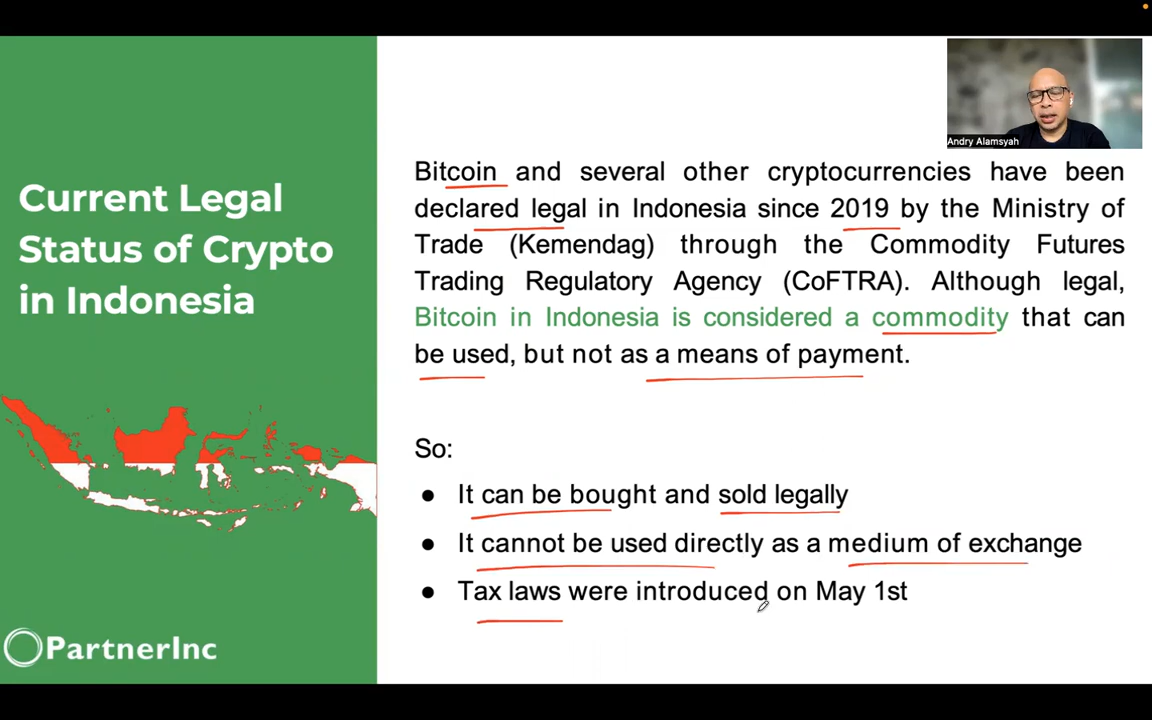 Andry Alamsyah
Current Legal
Status of Crypto
in Indonesia
Bitcoin and several other cryptocurrencies have been
declared legal in Indonesia since 2019 by the Ministry of
Trade (Kemendag) through the Commodity Futures
Trading Regulatory Agency (CoFTRA). Although legal,
Bitcoin in Indonesia is considered a commodity that can
be used, but not as a means of payment.
So:
● It can be bought and sold legally
● It cannot be used directly as a medium of exchange
● Tax laws were introduced on May 1st
PartnerInc